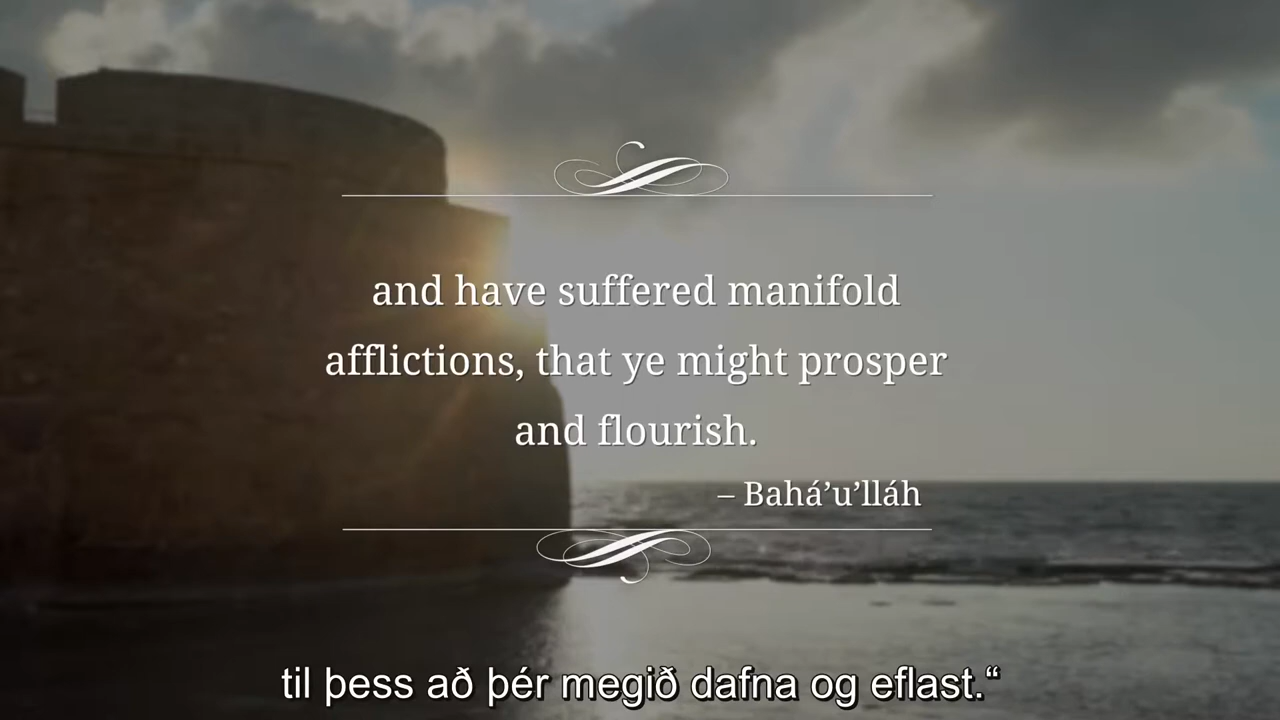 and have suffered manifold
afflictions, that ye might prosper
and flourish.
– Bahá’u’lláh
til þess að þér megið dafna og eflast.“